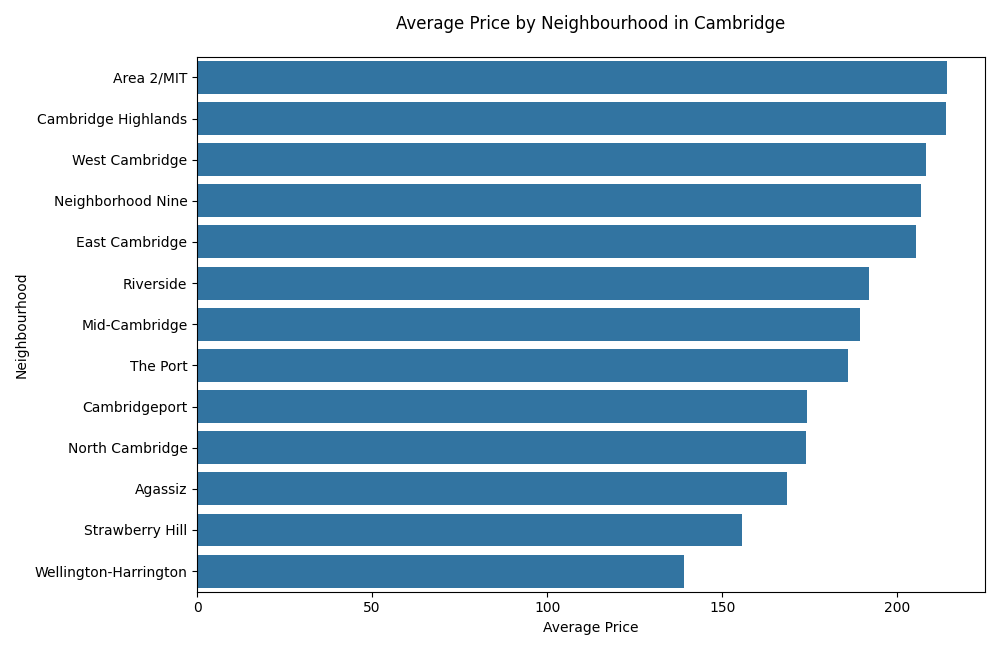 Average Price by Neighbourhood in Cambridge
Neighbourhood
Area 2/MIT
Cambridge Highlands
West Cambridge
Neighborhood Nine
East Cambridge
Riverside
Mid-Cambridge
The Port
Cambridgeport
North Cambridge
Agassiz
Strawberry Hill
Wellington-Harrington
0 50 100 150 200
Average Price